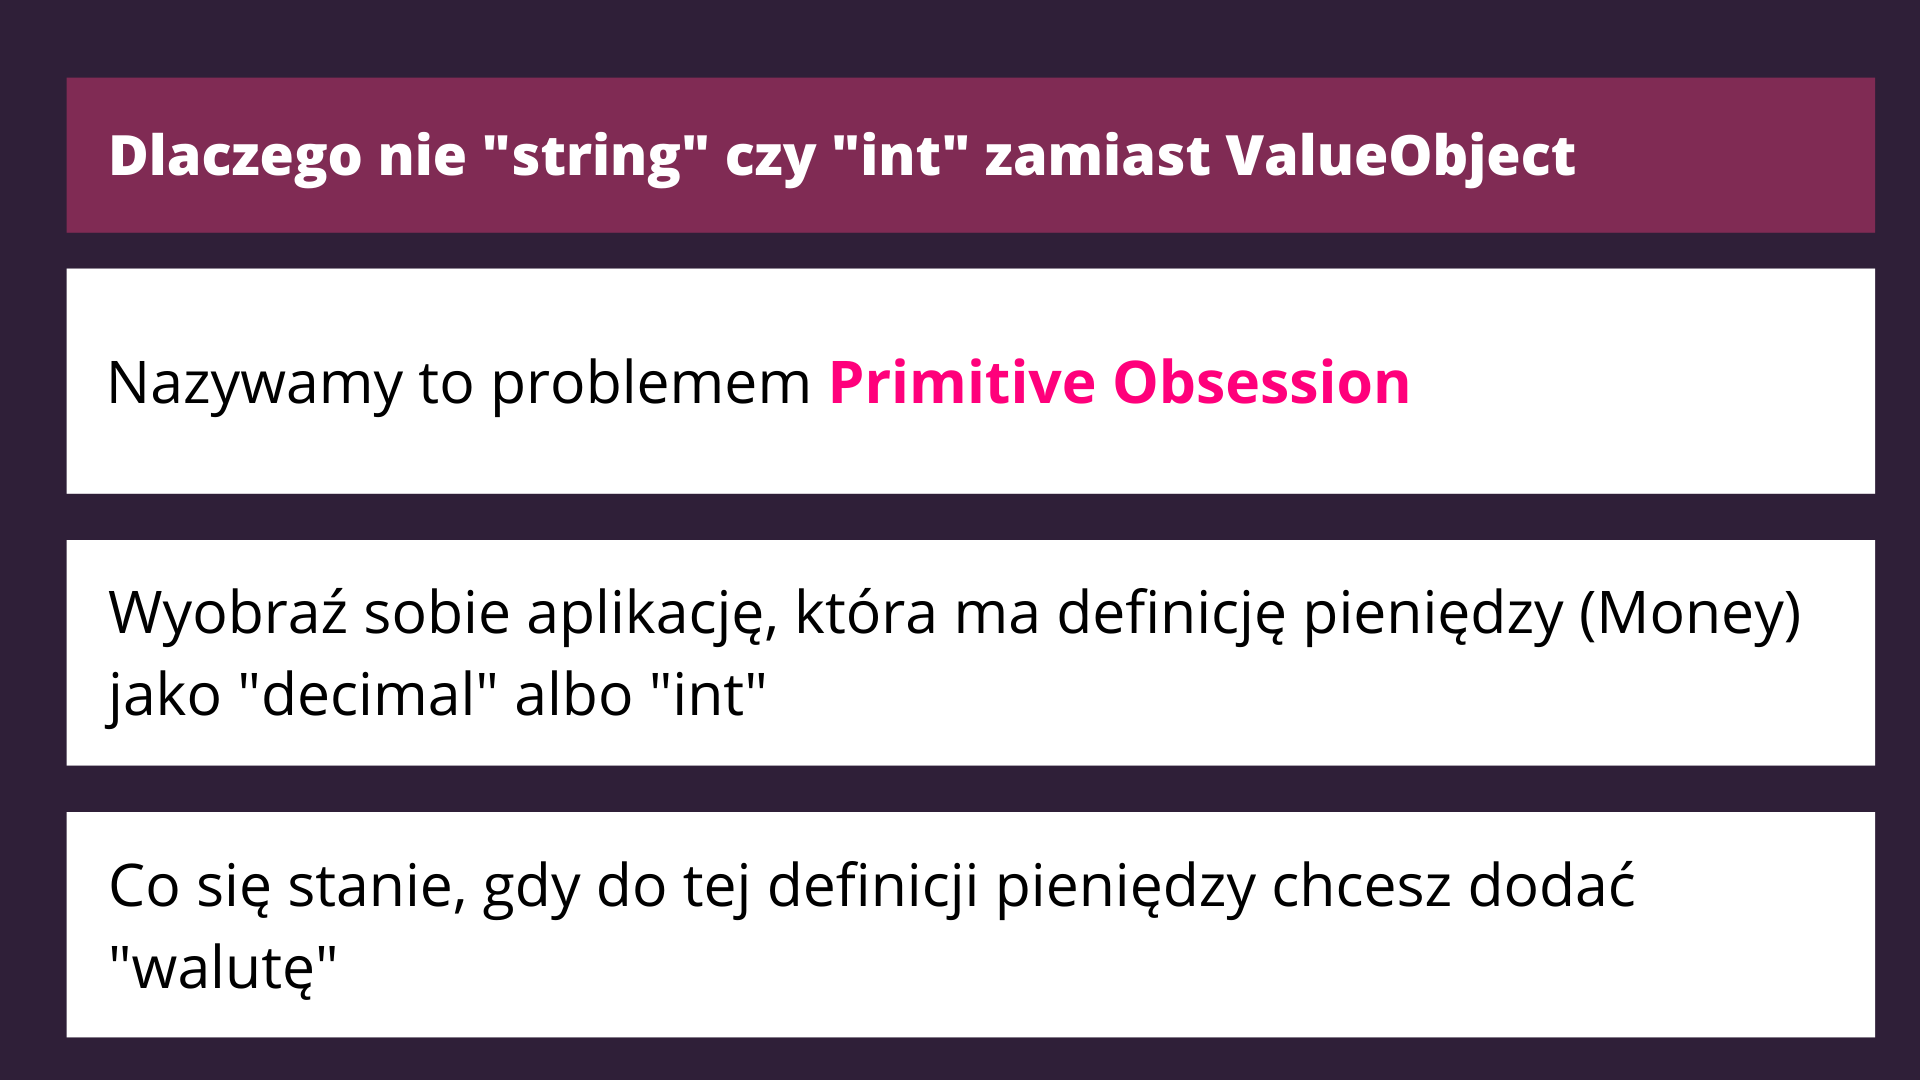 Dlaczego nie "string" czy "int" zamiast ValueObject
Nazywamy to problemem Primitive Obsession
Wyobraź sobie aplikację, która ma definicję pieniędzy (Money)
jako "decimal" albo "int"
Co się stanie, gdy do tej definicji pieniędzy chcesz dodać
"walutę"